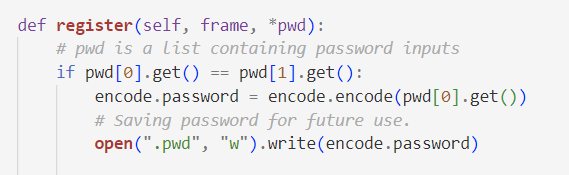 def register(self, frame, *pwd):
# pwd is a list containing password inputs
if pwd[0].get() == pwd[1].get():
encode.password = encode.encode(pwd[0].get())
# Saving password for future use.
open(".pwd", "w").write(encode.password)